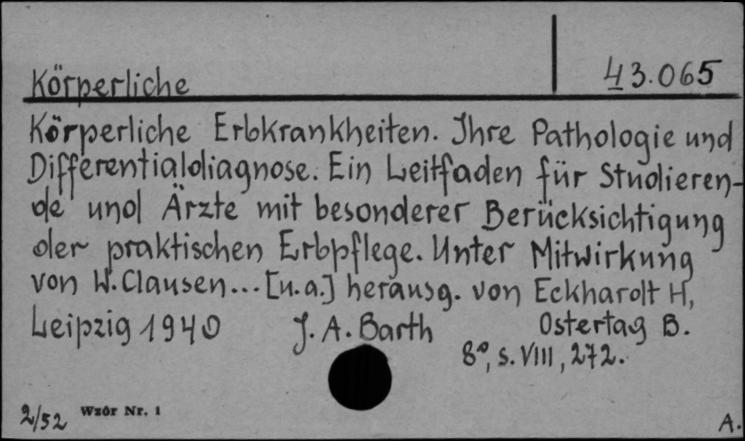 Körperliche
43.065
Körperliche Erbkrankheiten. Ihre Pathologie und
Differentialdiagnose. Ein Leitfaden für Studieren-
de und Ärzte mit besonderer Berücksichtigung
der praktischen Erbpflege. Unter Mitwirkung
von W. Clausen... [u.a.] herausg. von Eckhardt H,
Leipzig 1940 J. A. Barth Ostertag B.
8°, S. VIII, 272.
2/52 Wzór Nr. 1
A.